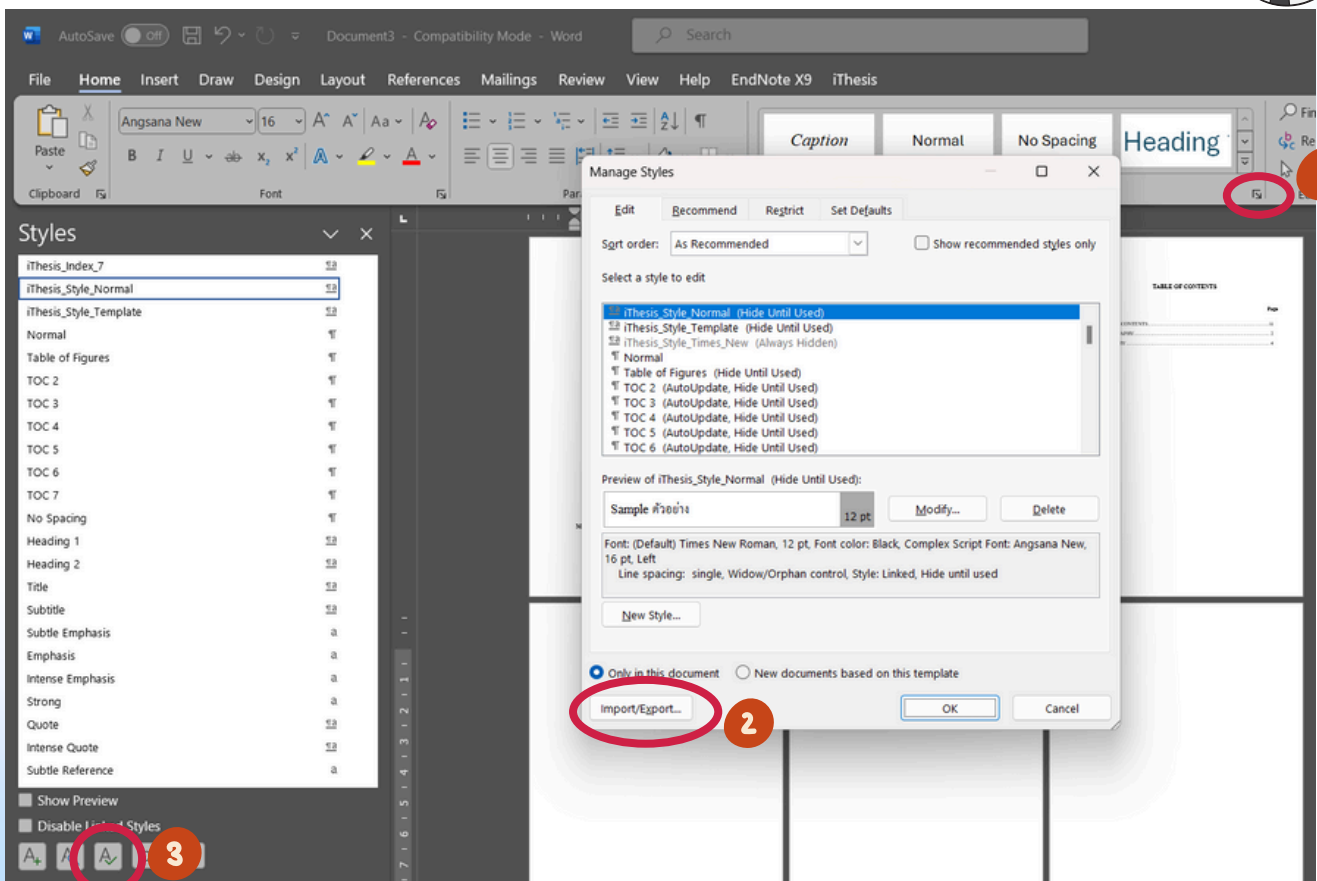 AutoSave Off Document3 - Compatibility Mode - Word Search
File Home Insert Draw Design Layout References Mailings Review View Help EndNote X9 iThesis
Paste
Clipboard
Angsana New 16
Font
Caption Normal No Spacing Heading
Styles
iThesis_Index_7
iThesis_Style_Normal
iThesis_Style_Template
Normal
Table of Figures
TOC 2
TOC 3
TOC 4
TOC 5
TOC 6
TOC 7
No Spacing
Heading 1
Heading 2
Title
Subtitle
Subtle Emphasis
Emphasis
Intense Emphasis
Strong
Quote
Intense Quote
Subtle Reference
Show Preview
Disable Linked Styles
3
Manage Styles
Edit Recommend Restrict Set Defaults
Sort order: As Recommended Show recommended styles only
Select a style to edit
iThesis_Style_Normal (Hide Until Used)
iThesis_Style_Template (Hide Until Used)
iThesis_Style_Times_New (Always Hidden)
Normal
Table of Figures (Hide Until Used)
TOC 2 (AutoUpdate, Hide Until Used)
TOC 3 (AutoUpdate, Hide Until Used)
TOC 4 (AutoUpdate, Hide Until Used)
TOC 5 (AutoUpdate, Hide Until Used)
TOC 6 (AutoUpdate, Hide Until Used)
Preview of iThesis_Style_Normal (Hide Until Used):
Sample ตัวอย่าง 12 pt Modify... Delete
Font: (Default) Times New Roman, 12 pt, Font color: Black, Complex Script Font: Angsana New,
16 pt, Left
Line spacing: single, Widow/Orphan control, Style: Linked, Hide until used
New Style...
Only in this document New documents based on this template
Import/Export... OK Cancel
2
TABLE OF CONTENTS
Page